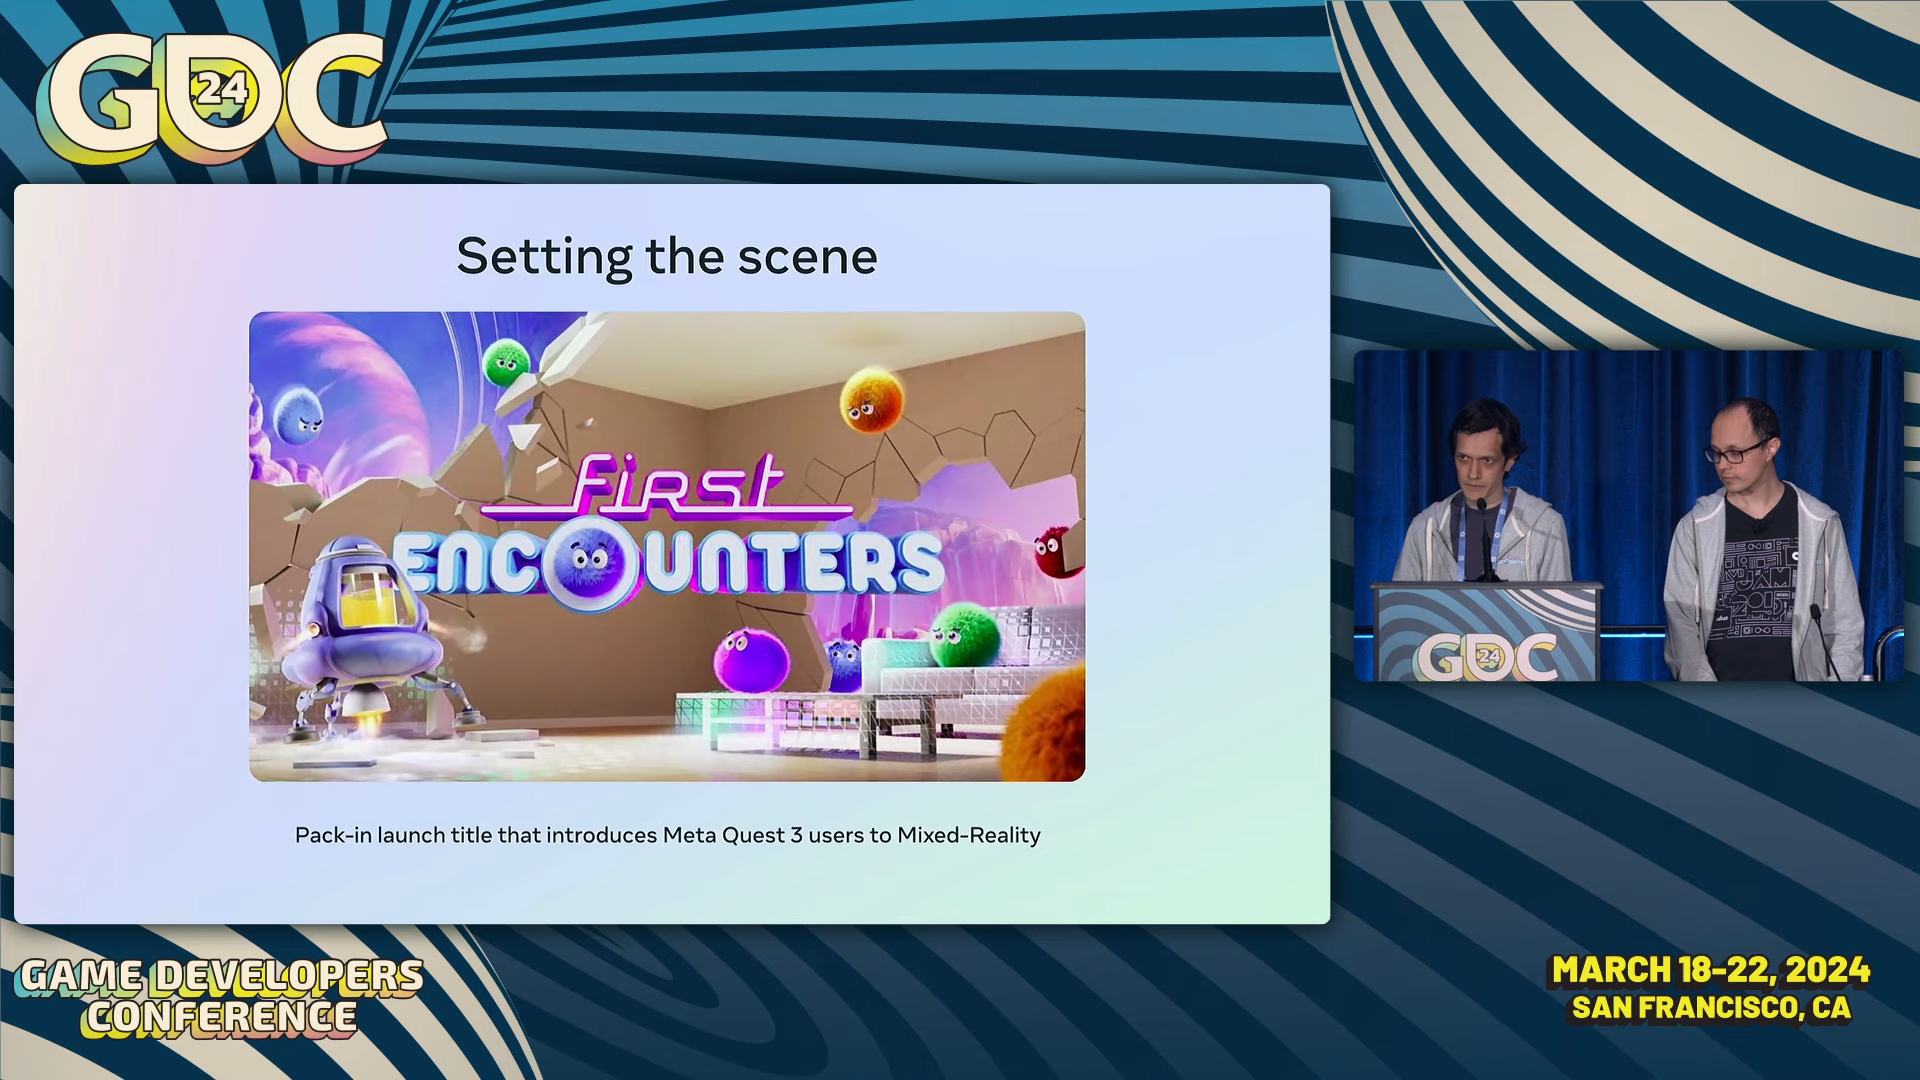 GDC
24
Setting the scene
First
ENCOUNTERS
Pack-in launch title that introduces Meta Quest 3 users to Mixed-Reality
GDC
24
GAME DEVELOPERS
CONFERENCE
MARCH 18-22, 2024
SAN FRANCISCO, CA